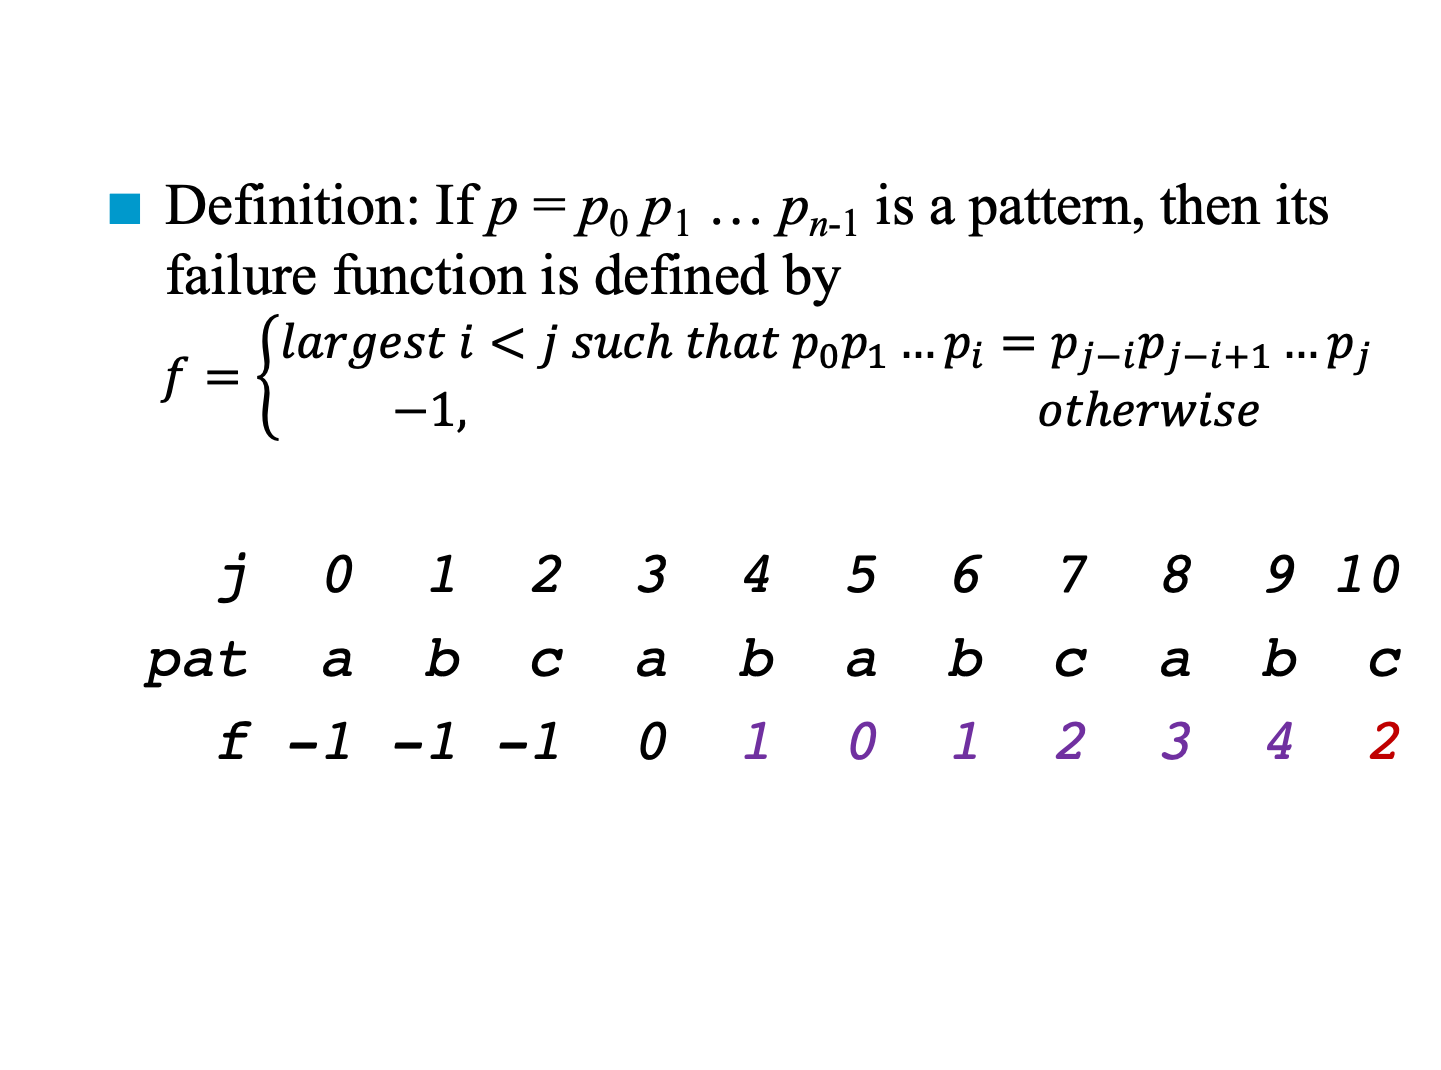 Definition: If p = p0 p1 … pn-1 is a pattern, then its
failure function is defined by
f = { largest i < j such that p0p1 … pi = pj−ipj−i+1 … pj
−1, otherwise
j 0 1 2 3 4 5 6 7 8 9 10
pat a b c a b a b c a b c
f -1 -1 -1 0 1 0 1 2 3 4 2